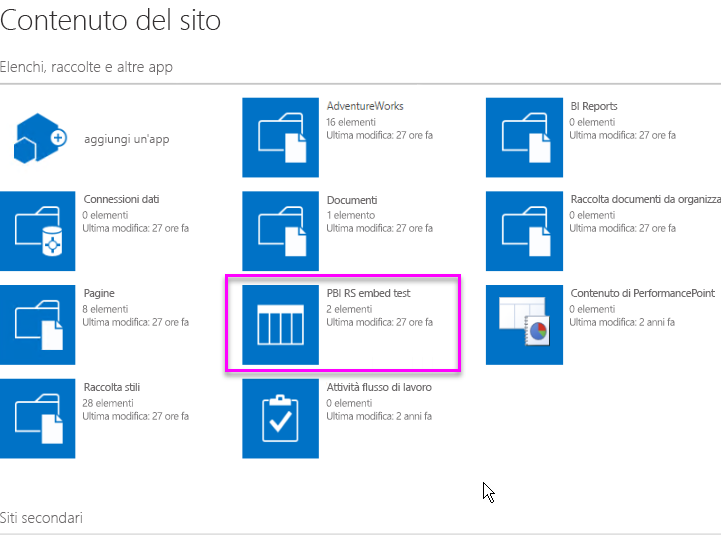 Contenuto del sito
Elenchi, raccolte e altre app
aggiungi un'app
AdventureWorks
16 elementi
Ultima modifica: 27 ore fa
BI Reports
0 elementi
Ultima modifica: 27 ore fa
Connessioni dati
0 elementi
Ultima modifica: 27 ore fa
Documenti
1 elemento
Ultima modifica: 27 ore fa
Raccolta documenti da organizza
0 elementi
Ultima modifica: 27 ore fa
Pagine
8 elementi
Ultima modifica: 27 ore fa
PBI RS embed test
2 elementi
Ultima modifica: 27 ore fa
Contenuto di PerformancePoint
0 elementi
Ultima modifica: 2 anni fa
Raccolta stili
28 elementi
Ultima modifica: 27 ore fa
Attività flusso di lavoro
0 elementi
Ultima modifica: 2 anni fa
Siti secondari